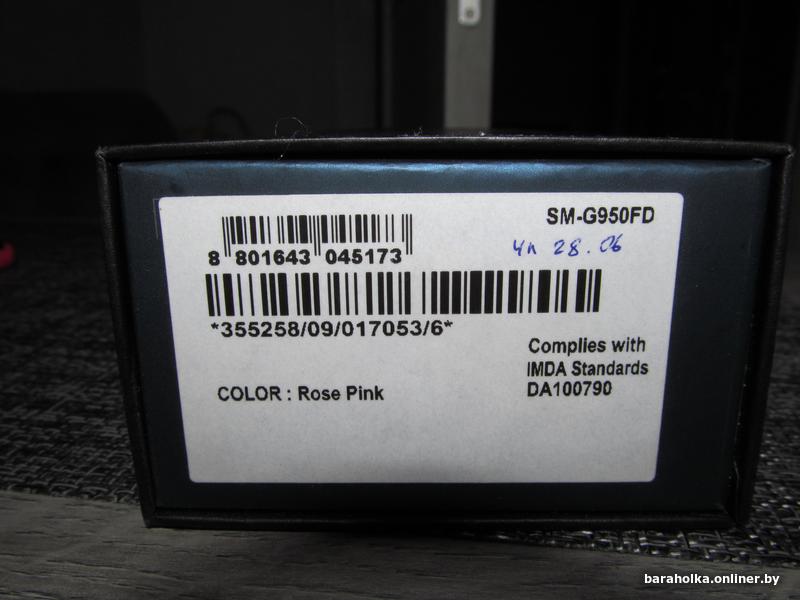 SM-G950FD
8 801643 045173
чп 28.06
*355258/09/017053/6*
Complies with
IMDA Standards
DA100790
COLOR : Rose Pink
baraholka.onliner.by